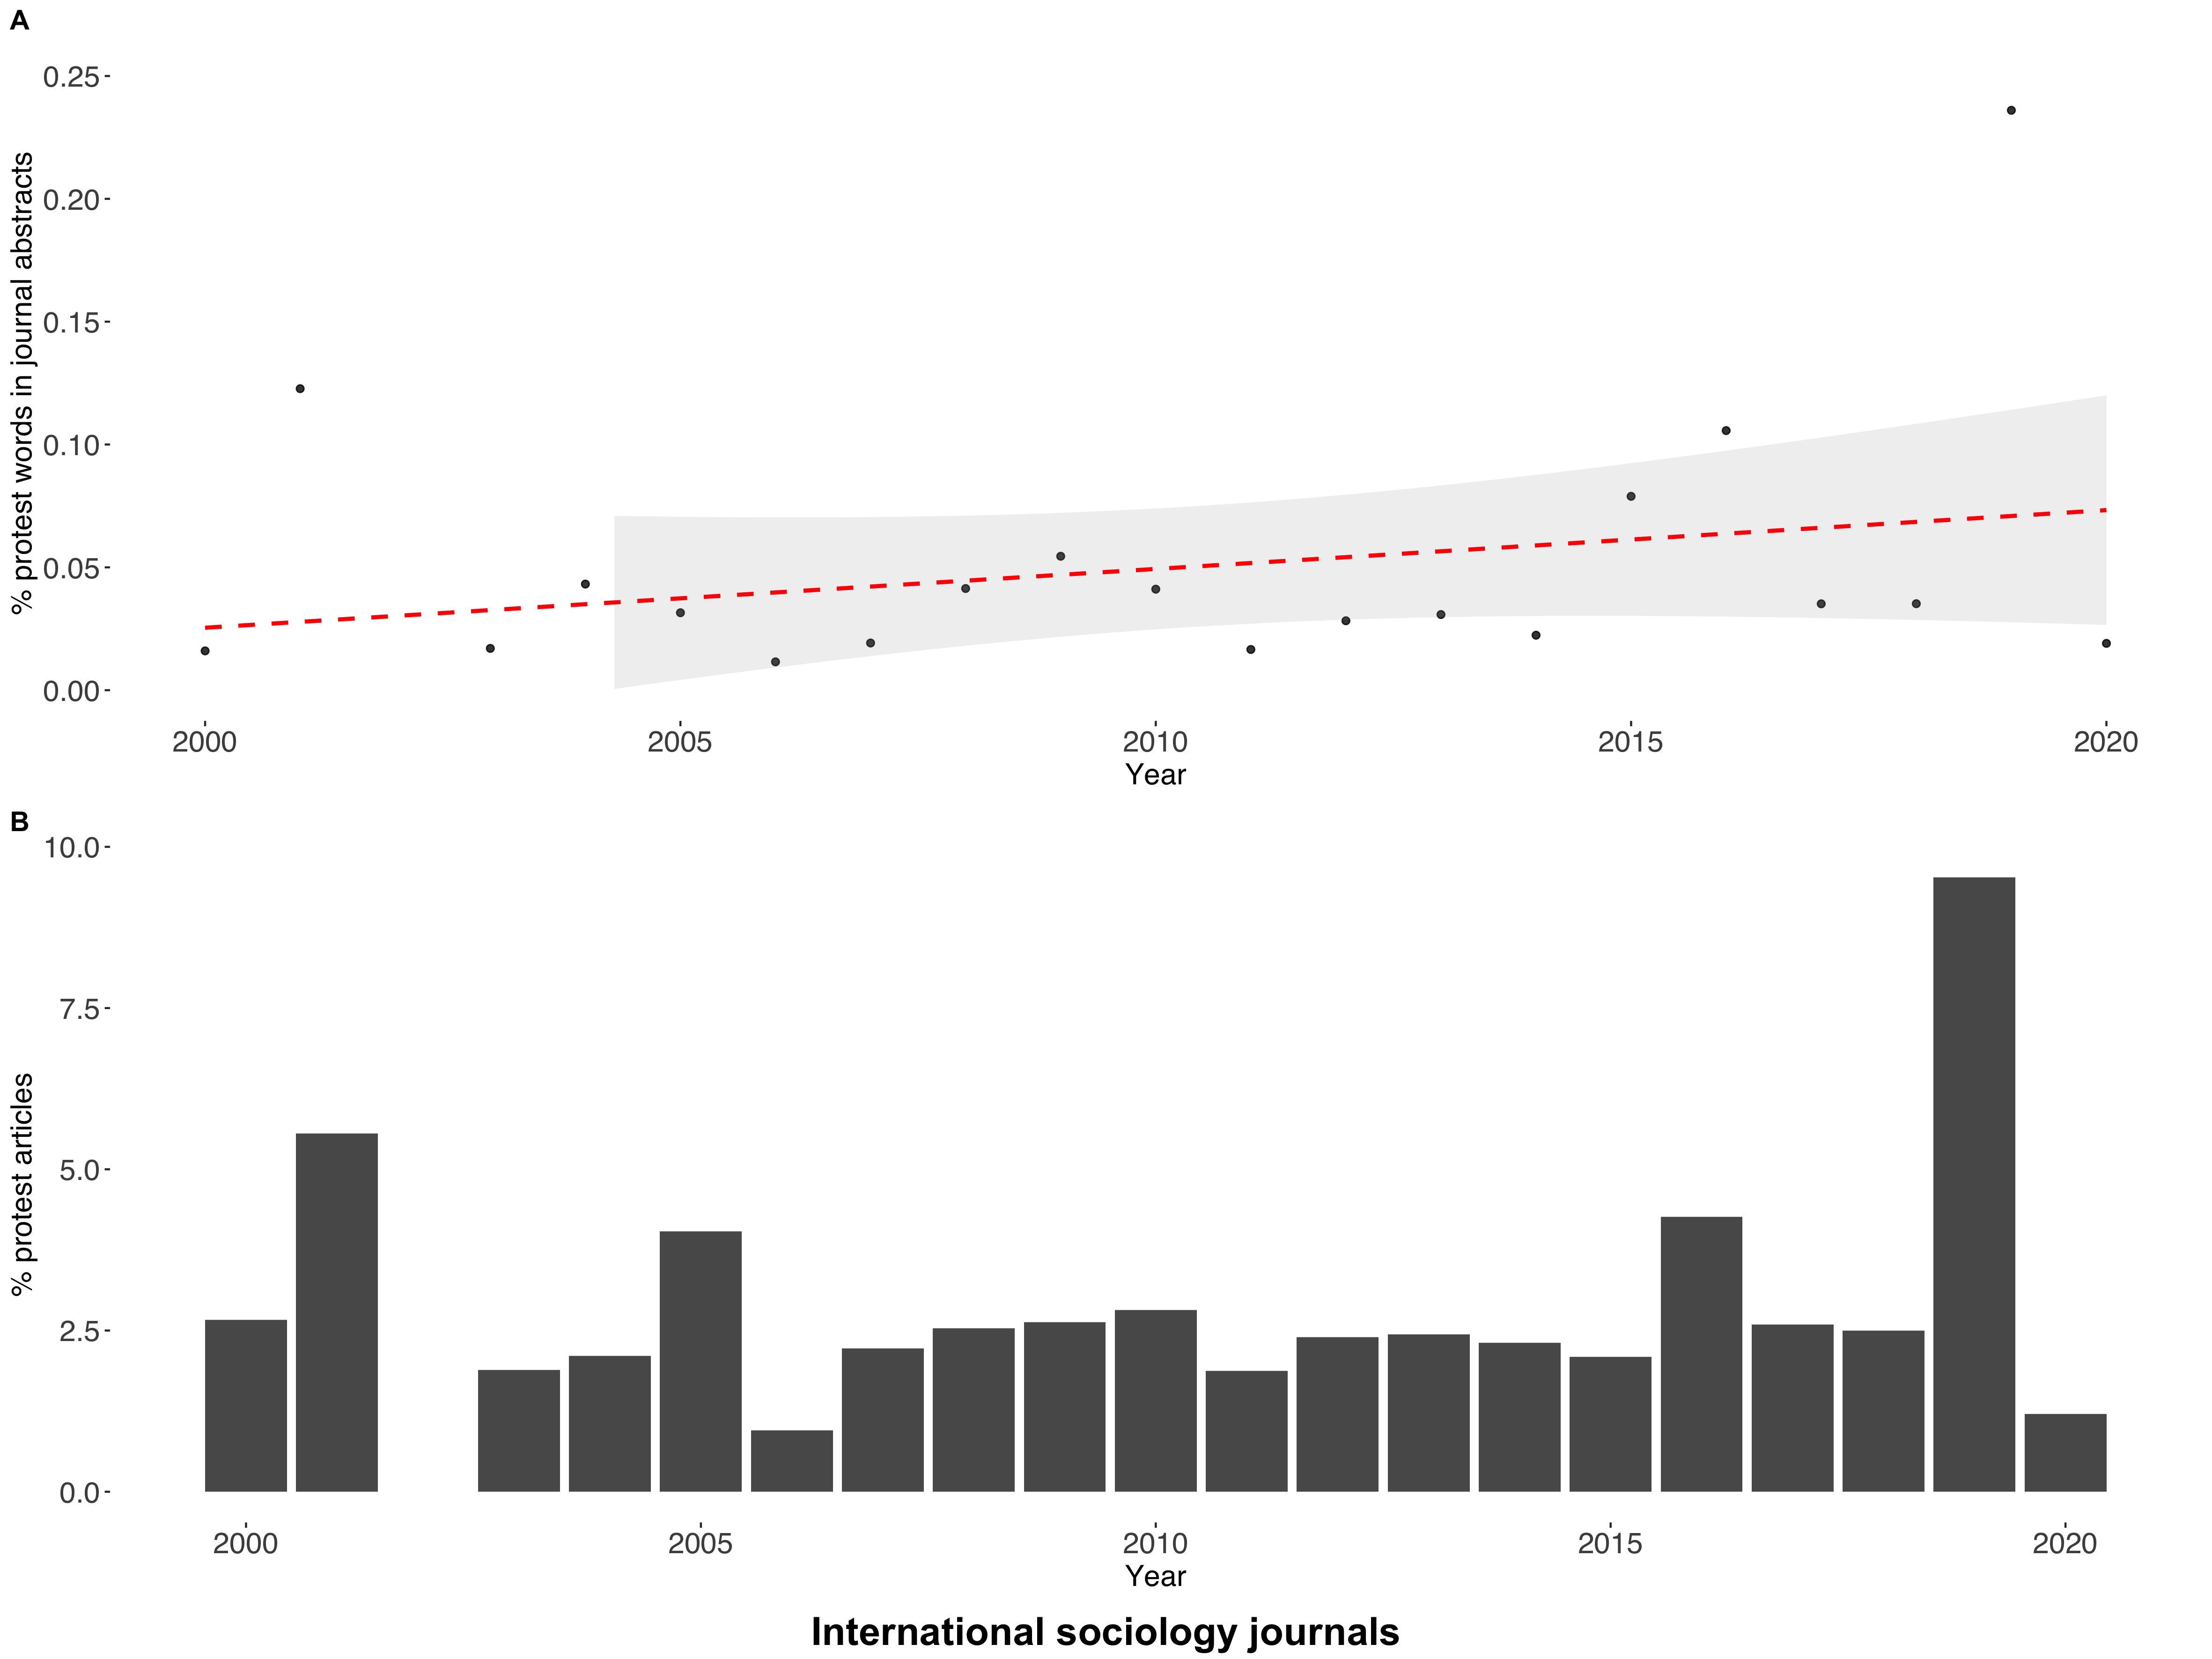 A
% protest words in journal abstracts
0.25
0.20
0.15
0.10
0.05
0.00
2000 2005 2010 2015 2020
Year
B
% protest articles
10.0
7.5
5.0
2.5
0.0
2000 2005 2010 2015 2020
Year
International sociology journals